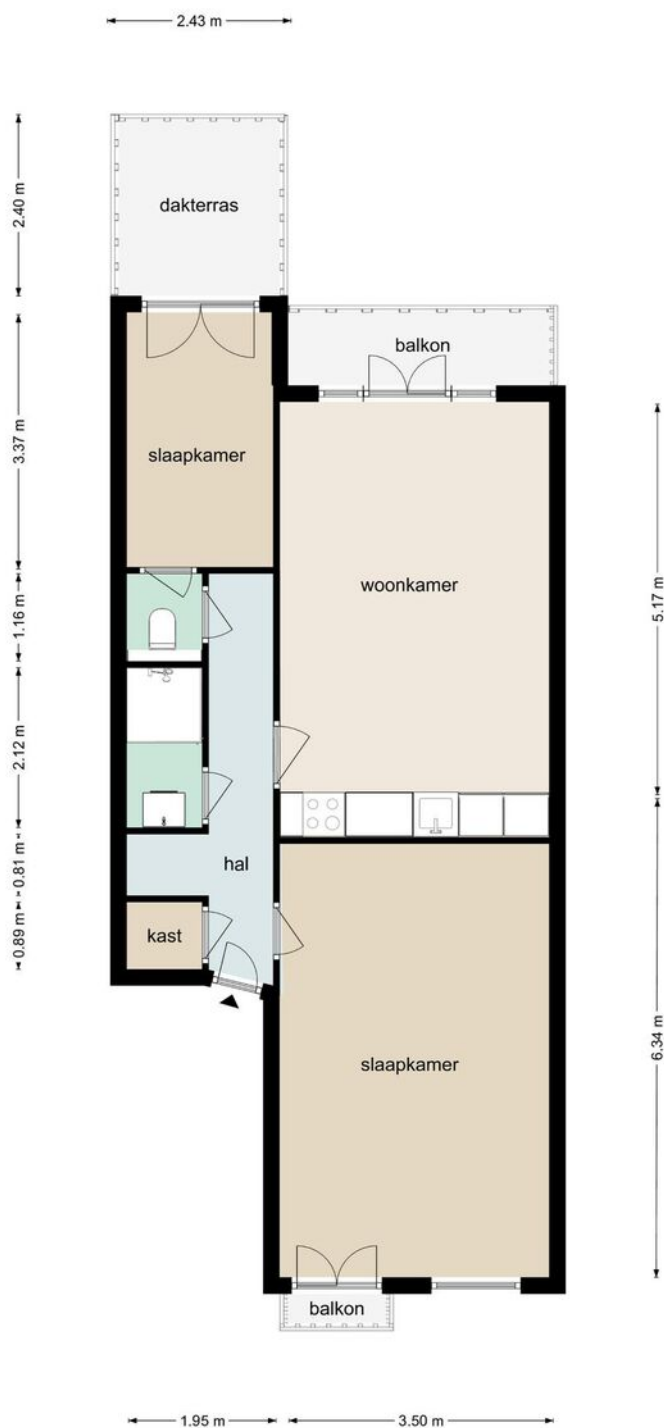 2.43 m
2.40 m
dakterras
balkon
3.37 m
slaapkamer
woonkamer
5.17 m
1.16 m
2.12 m
0.81 m
hal
0.89 m
kast
6.34 m
slaapkamer
balkon
1.95 m
3.50 m